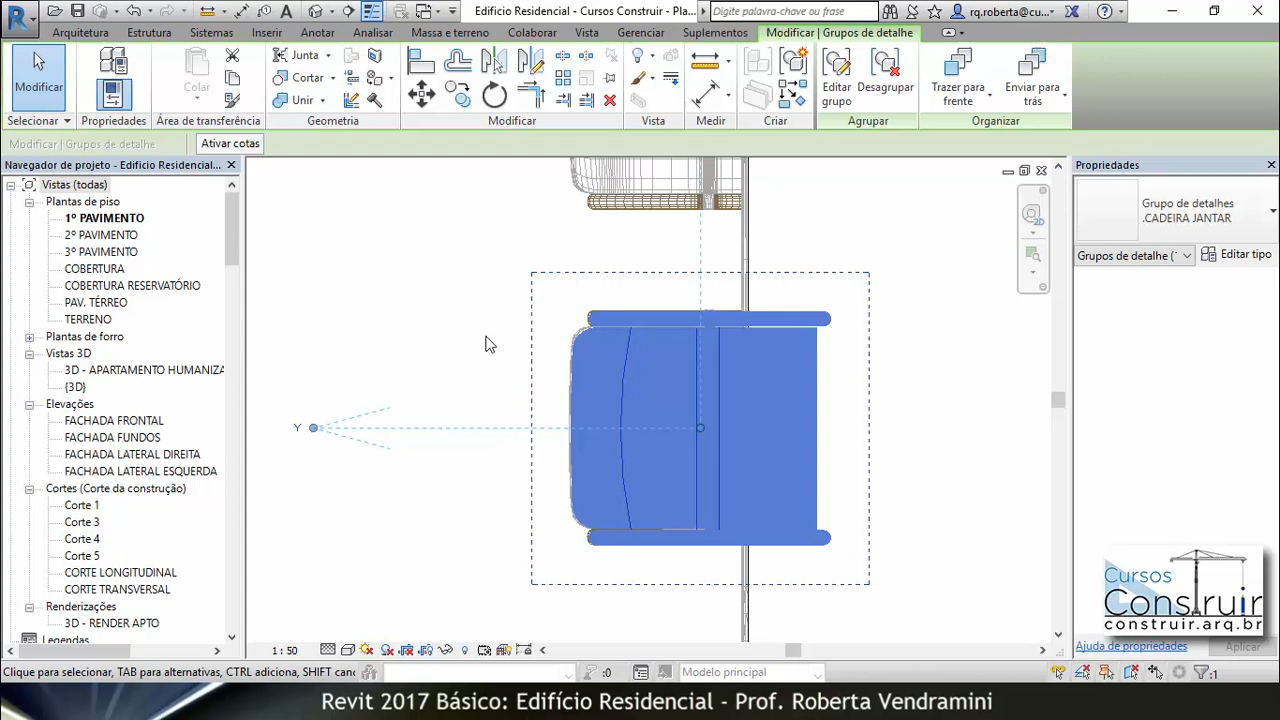 Edificio Residencial - Cursos Construir - Pla...
Digite palavra-chave ou frase
rq.roberta@cu...
Arquitetura
Estrutura
Sistemas
Inserir
Anotar
Analisar
Massa e terreno
Colaborar
Vista
Gerenciar
Suplementos
Modificar | Grupos de detalhe
Modificar
Colar
Junta
Cortar
Unir
Editar grupo
Desagrupar
Trazer para frente
Enviar para trás
Selecionar
Propriedades
Área de transferência
Geometria
Modificar
Vista
Medir
Criar
Agrupar
Organizar
Modificar | Grupos de detalhe
Ativar cotas
Navegador de projeto - Edificio Residencial...
Vistas (todas)
Plantas de piso
1º PAVIMENTO
2º PAVIMENTO
3º PAVIMENTO
COBERTURA
COBERTURA RESERVATÓRIO
PAV. TÉRREO
TERRENO
Plantas de forro
Vistas 3D
3D - APARTAMENTO HUMANIZA
{3D}
Elevações
FACHADA FRONTAL
FACHADA FUNDOS
FACHADA LATERAL DIREITA
FACHADA LATERAL ESQUERDA
Cortes (Corte da construção)
Corte 1
Corte 3
Corte 4
Corte 5
CORTE LONGITUDINAL
CORTE TRANSVERSAL
Renderizações
3D - RENDER APTO
Legendas
Y
2D
Propriedades
Grupo de detalhes
.CADEIRA JANTAR
Grupos de detalhe (
Editar tipo
Cursos
Construir
construir.arq.br
Ajuda de propriedades
Aplicar
1 : 50
Clique para selecionar, TAB para alternativas, CTRL adiciona, SHIFT canc
:0
Modelo principal
:1
Revit 2017 Básico: Edifício Residencial - Prof. Roberta Vendramini